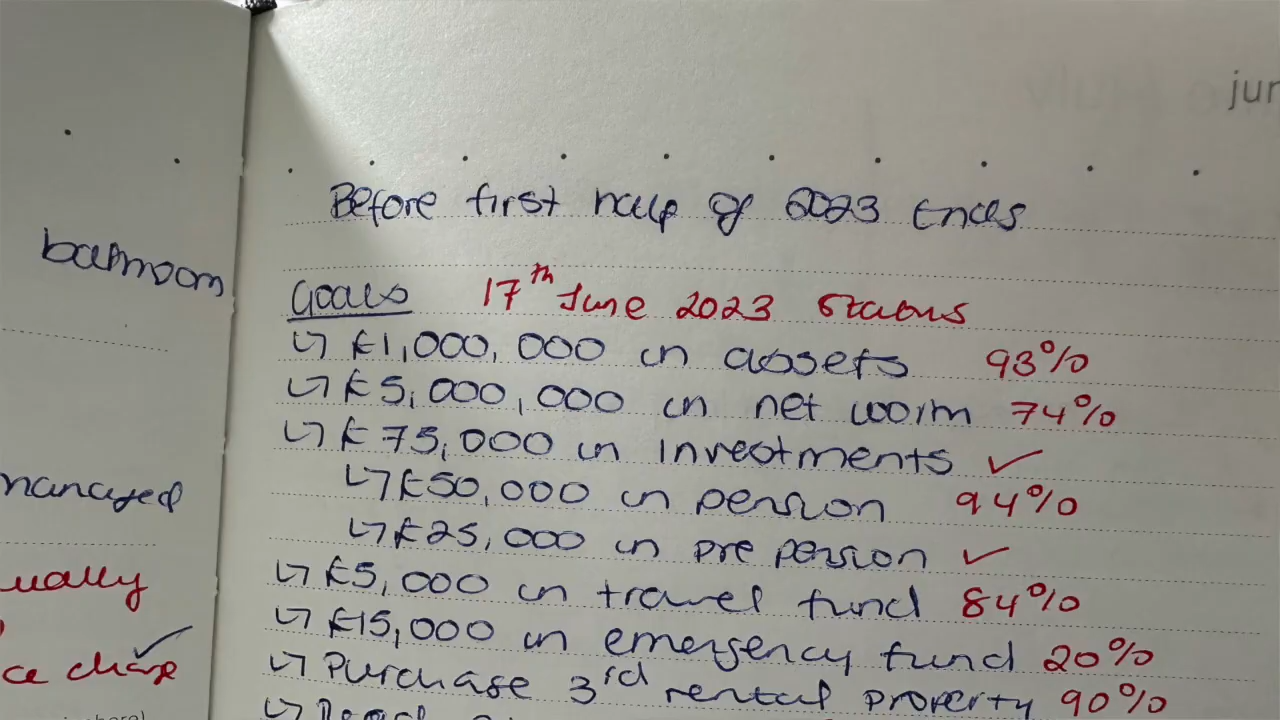 jun
bathroom
managed
ually
ce charge
Before first half of 2023 Ends
Goals 17th June 2023 Status
↳ £1,000,000 in assets 93%
↳ £5,000,000 in net worth 74%
↳ £75,000 in investments ✓
↳ £50,000 in pension 94%
↳ £25,000 in pre pension ✓
↳ £5,000 in travel fund 84%
↳ £15,000 in emergency fund 20%
↳ Purchase 3rd rental property 90%